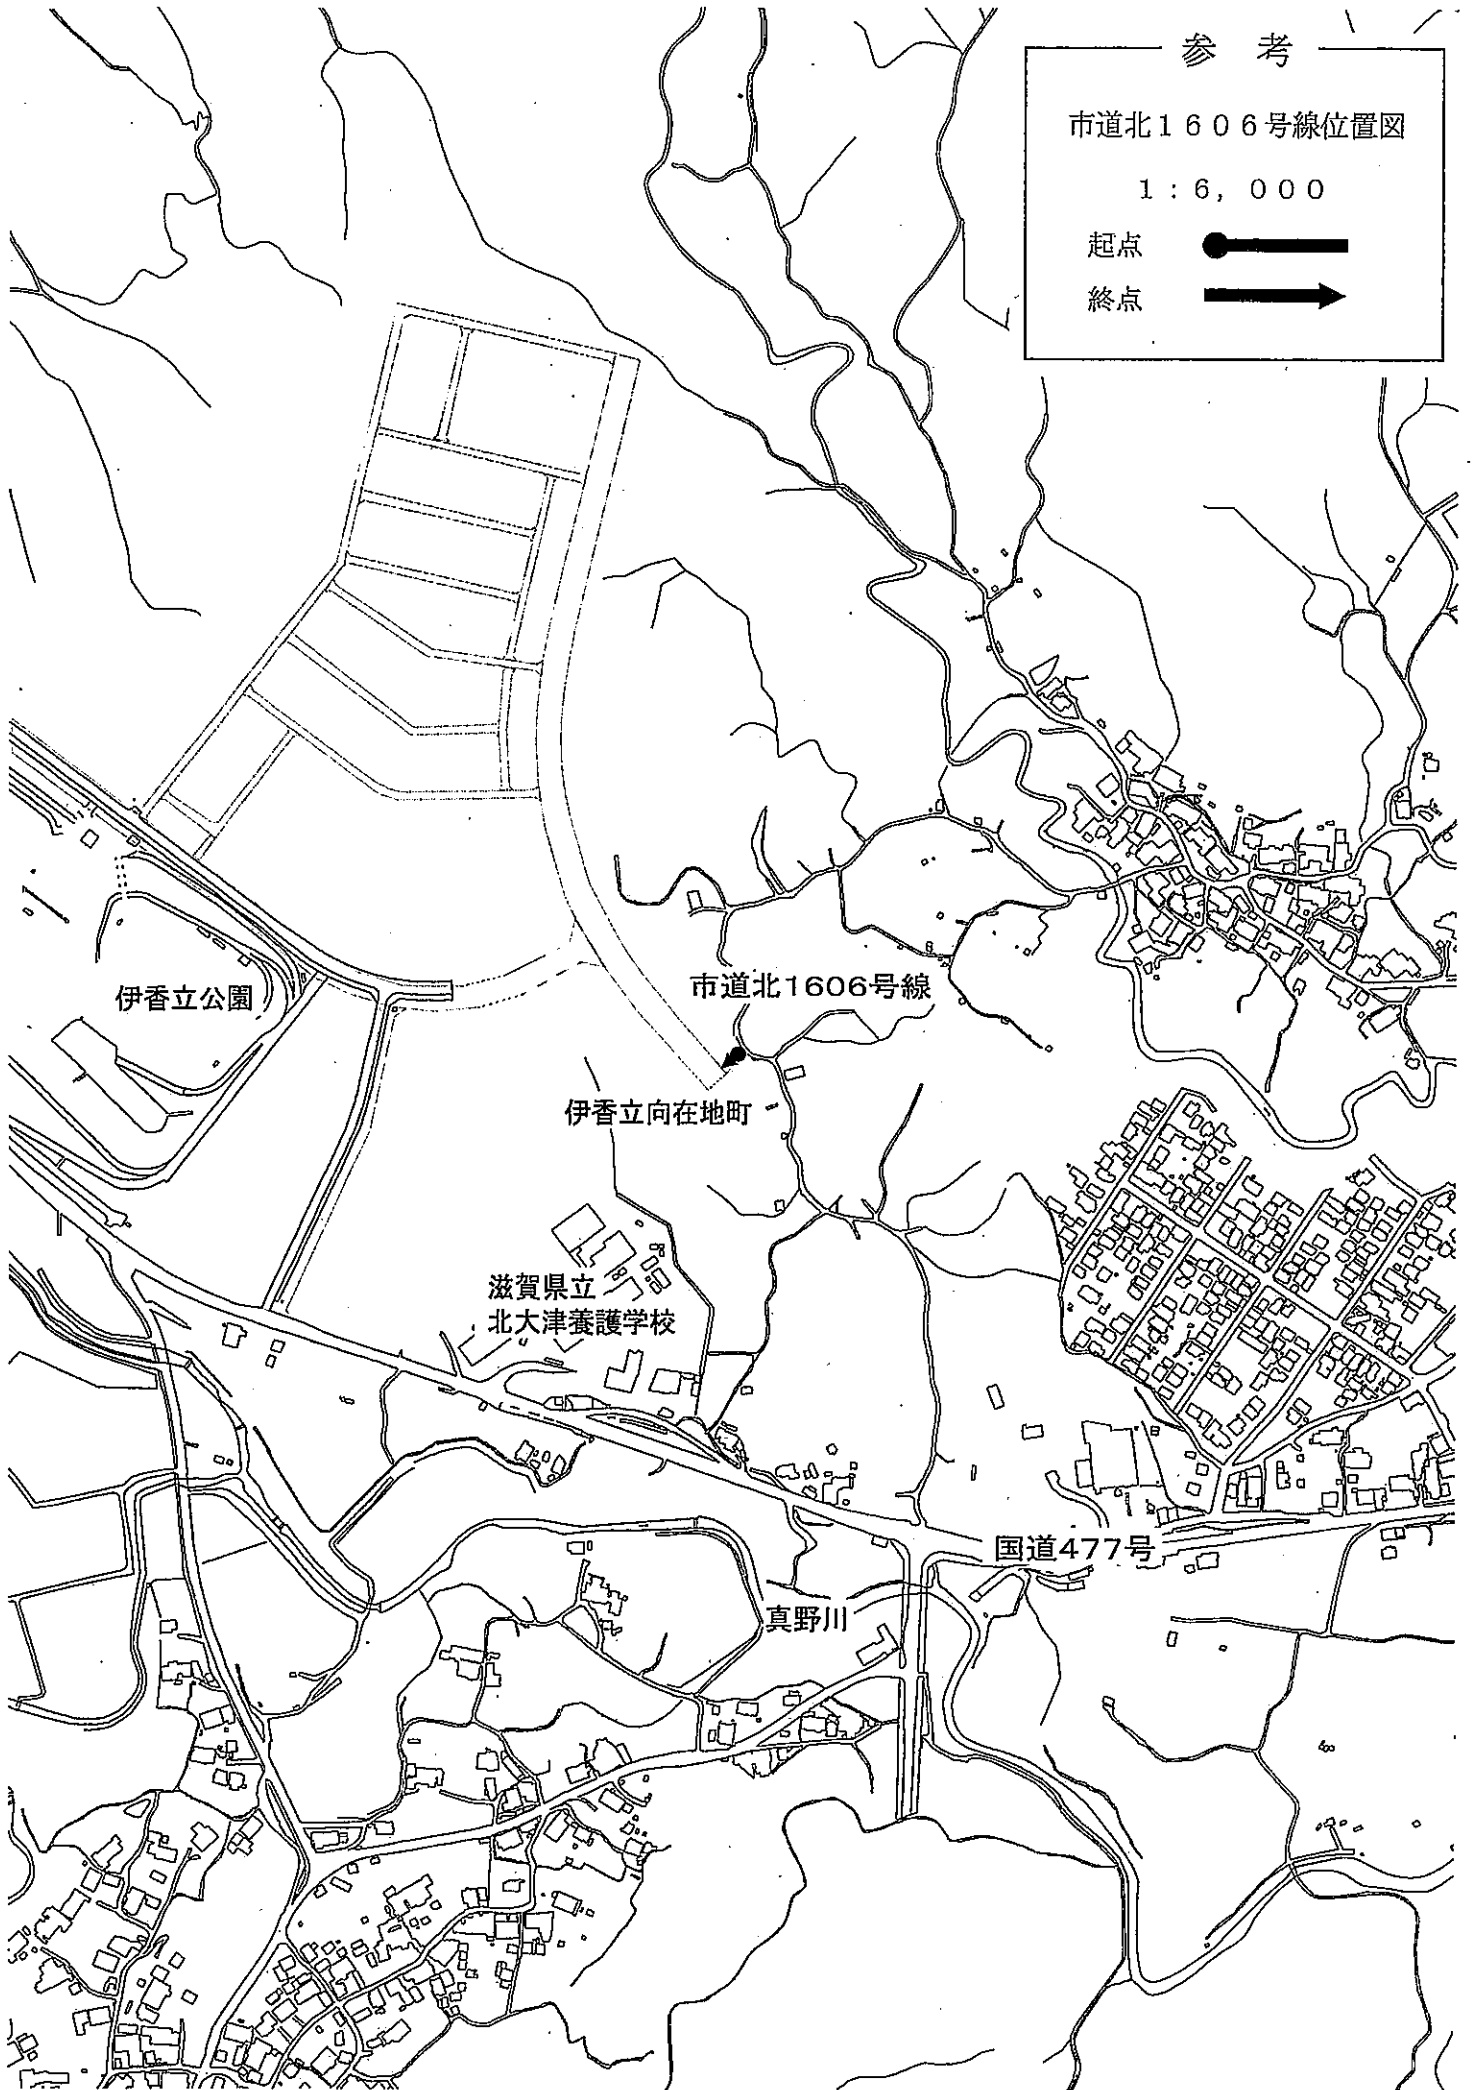 参考
市道北１６０６号線位置図
１：６，０００
起点
終点
市道北1606号線
伊香立公園
伊香立向在地町
滋賀県立
北大津養護学校
国道477号
真野川